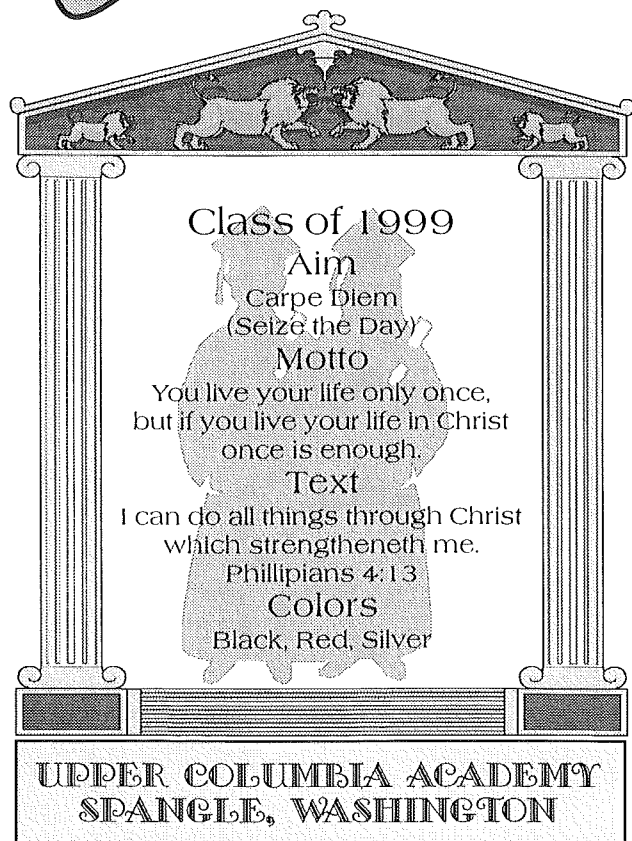 Class of 1999
Aim
Carpe Diem
(Seize the Day)
Motto
You live your life only once,
but if you live your life in Christ
once is enough.
Text
I can do all things through Christ
which strengtheneth me.
Phillipians 4:13
Colors
Black, Red, Silver
UPPER COLUMBIA ACADEMY
SPANGLE, WASHINGTON